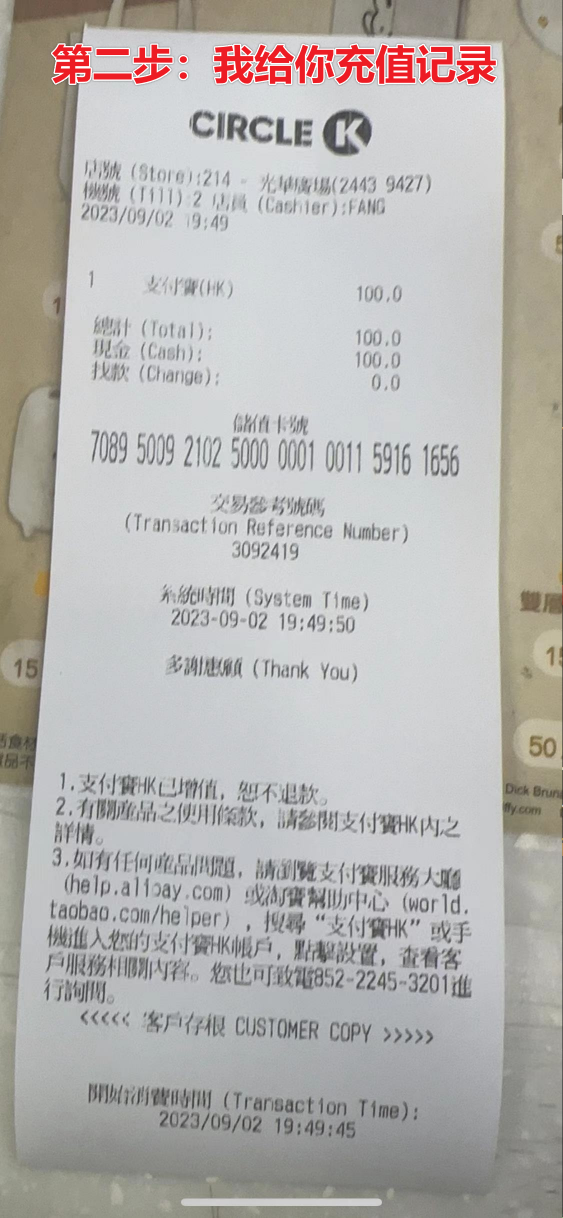 第二步：我给你充值记录
CIRCLE K
店號 (Store):214 - 光華廣場(2443 9427)
機號 (Till):2 店員 (Cashier):FANG
2023/09/02 19:49
1 支付寶(HK) 100.0
總計 (Total): 100.0
現金 (Cash): 100.0
找款 (Change): 0.0
儲值卡號
7089 5009 2102 5000 0001 0011 5916 1656
交易參考號碼
(Transaction Reference Number)
3092419
系統時間 (System Time)
2023-09-02 19:49:50
多謝惠顧 (Thank You)
1.支付寶HK已增值，恕不退款。
2.有關産品之使用條款，請參閱支付寶HK內之
詳情。
3.如有任何産品問題，請瀏覽支付寶服務大廳
(help.alipay.com) 或淘寶幫助中心 (world.
taobao.com/helper) ，搜尋“支付寶HK”或手
機進入您的支付寶HK帳戶，點擊設置，查看客
戶服務相關內容。您也可致電852-2245-3201進
行詢問。
<<<<< 客戶存根 CUSTOMER COPY >>>>>
開始消費時間 (Transaction Time):
2023/09/02 19:49:45
15
雙層
15
50
Dick Brun
ffy.com